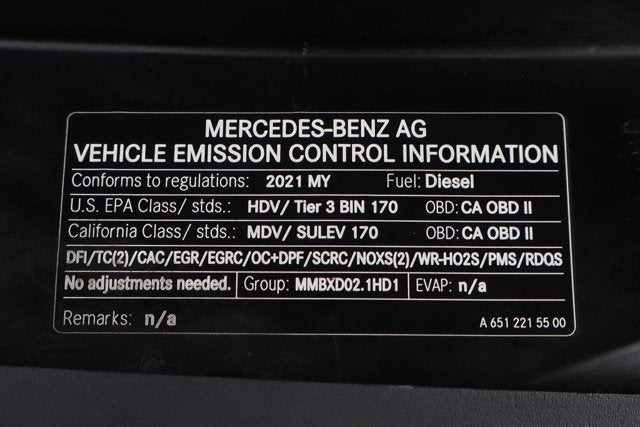 MERCEDES-BENZ AG
VEHICLE EMISSION CONTROL INFORMATION
Conforms to regulations: 2021 MY Fuel: Diesel
U.S. EPA Class/ stds.: HDV/ Tier 3 BIN 170 OBD: CA OBD II
California Class/ stds.: MDV/ SULEV 170 OBD: CA OBD II
DFI/TC(2)/CAC/EGR/EGRC/OC+DPF/SCRC/NOXS(2)/WR-HO2S/PMS/RDQS
No adjustments needed. Group: MMBXD02.1HD1 EVAP: n/a
Remarks: n/a A 651 221 55 00